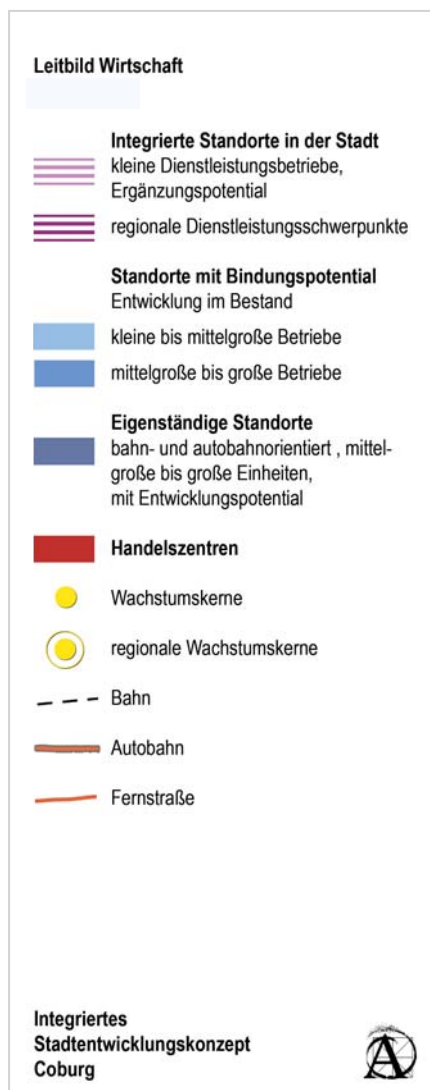 Leitbild Wirtschaft
Integrierte Standorte in der Stadt
kleine Dienstleistungsbetriebe,
Ergänzungspotential
regionale Dienstleistungsschwerpunkte
Standorte mit Bindungspotential
Entwicklung im Bestand
kleine bis mittelgroße Betriebe
mittelgroße bis große Betriebe
Eigenständige Standorte
bahn- und autobahnorientiert , mittel-
große bis große Einheiten,
mit Entwicklungspotential
Handelszentren
Wachstumskerne
regionale Wachstumskerne
Bahn
Autobahn
Fernstraße
Integriertes
Stadtentwicklungskonzept
Coburg
A